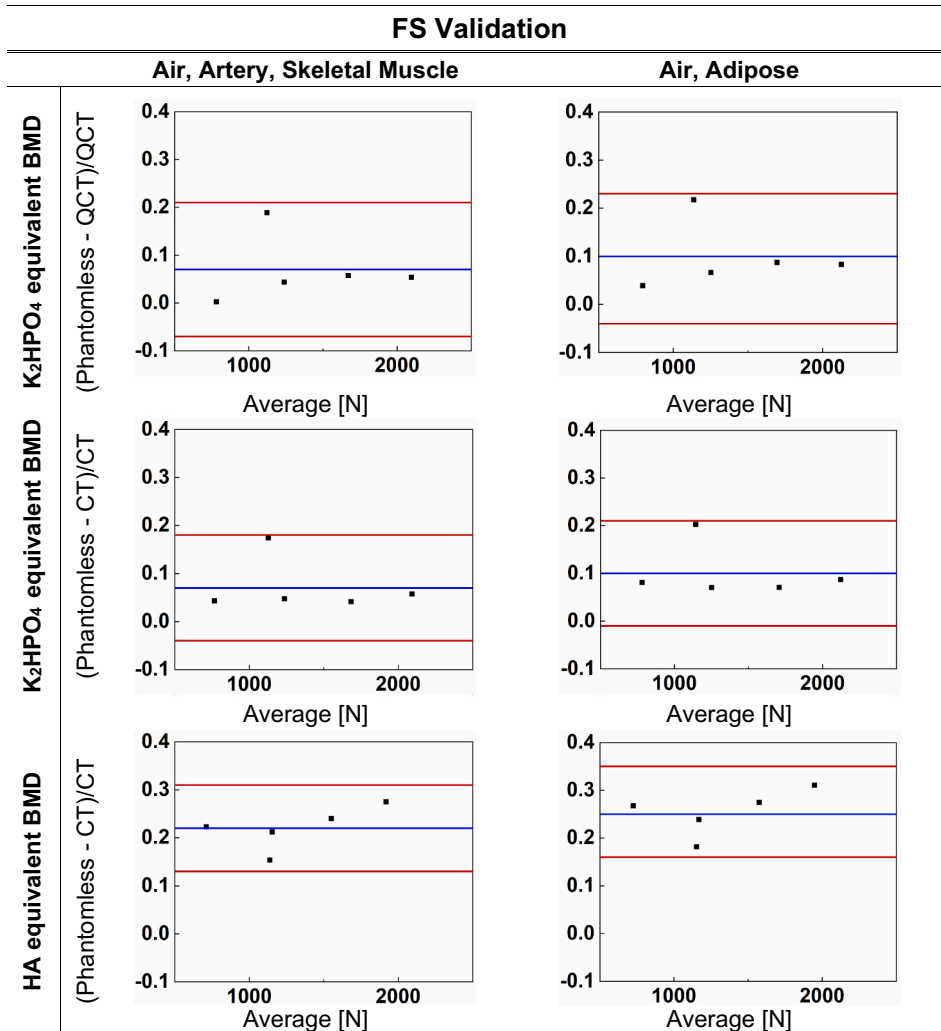 FS Validation
Air, Artery, Skeletal Muscle
Air, Adipose
K₂HPO₄ equivalent BMD
(Phantomless - QCT)/QCT
0.4
0.3
0.2
0.1
0.0
-0.1
1000 2000
Average [N]
0.4
0.3
0.2
0.1
0.0
-0.1
1000 2000
Average [N]
K₂HPO₄ equivalent BMD
(Phantomless - CT)/CT
0.4
0.3
0.2
0.1
0.0
-0.1
1000 2000
Average [N]
0.4
0.3
0.2
0.1
0.0
-0.1
1000 2000
Average [N]
HA equivalent BMD
(Phantomless - CT)/CT
0.4
0.3
0.2
0.1
0.0
-0.1
1000 2000
Average [N]
0.4
0.3
0.2
0.1
0.0
-0.1
1000 2000
Average [N]